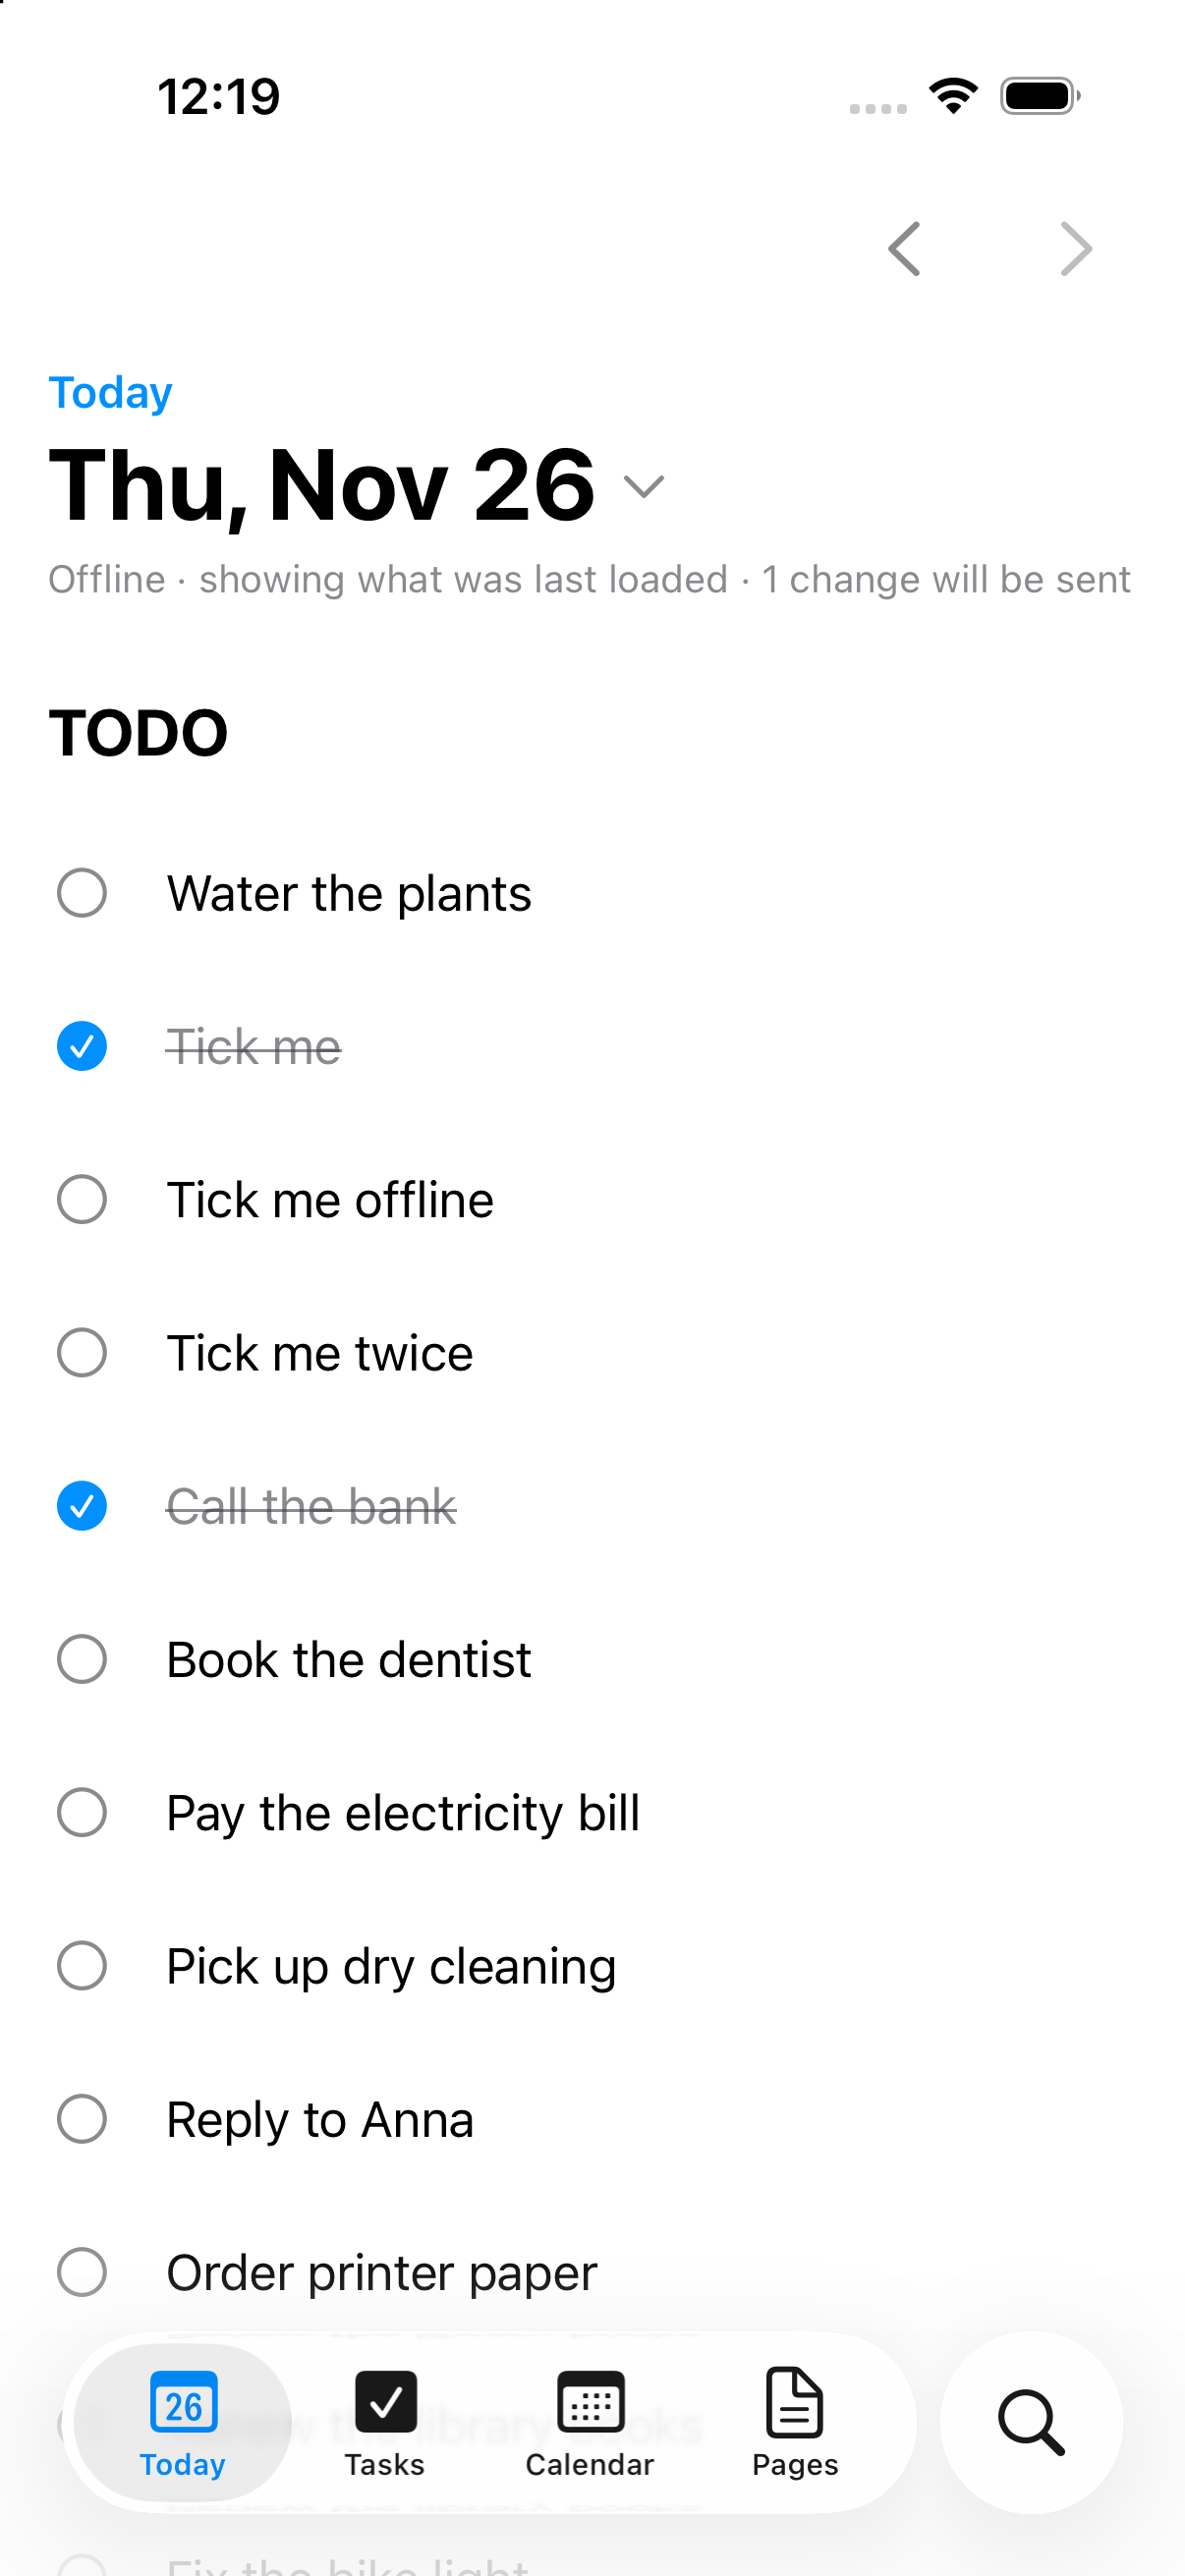 12:19
Today
Thu, Nov 26
Offline · showing what was last loaded · 1 change will be sent
TODO
Water the plants
Tick me
Tick me offline
Tick me twice
Call the bank
Book the dentist
Pay the electricity bill
Pick up dry cleaning
Reply to Anna
Order printer paper
library
26
Today
Tasks
Calendar
Pages
Fix the bike light